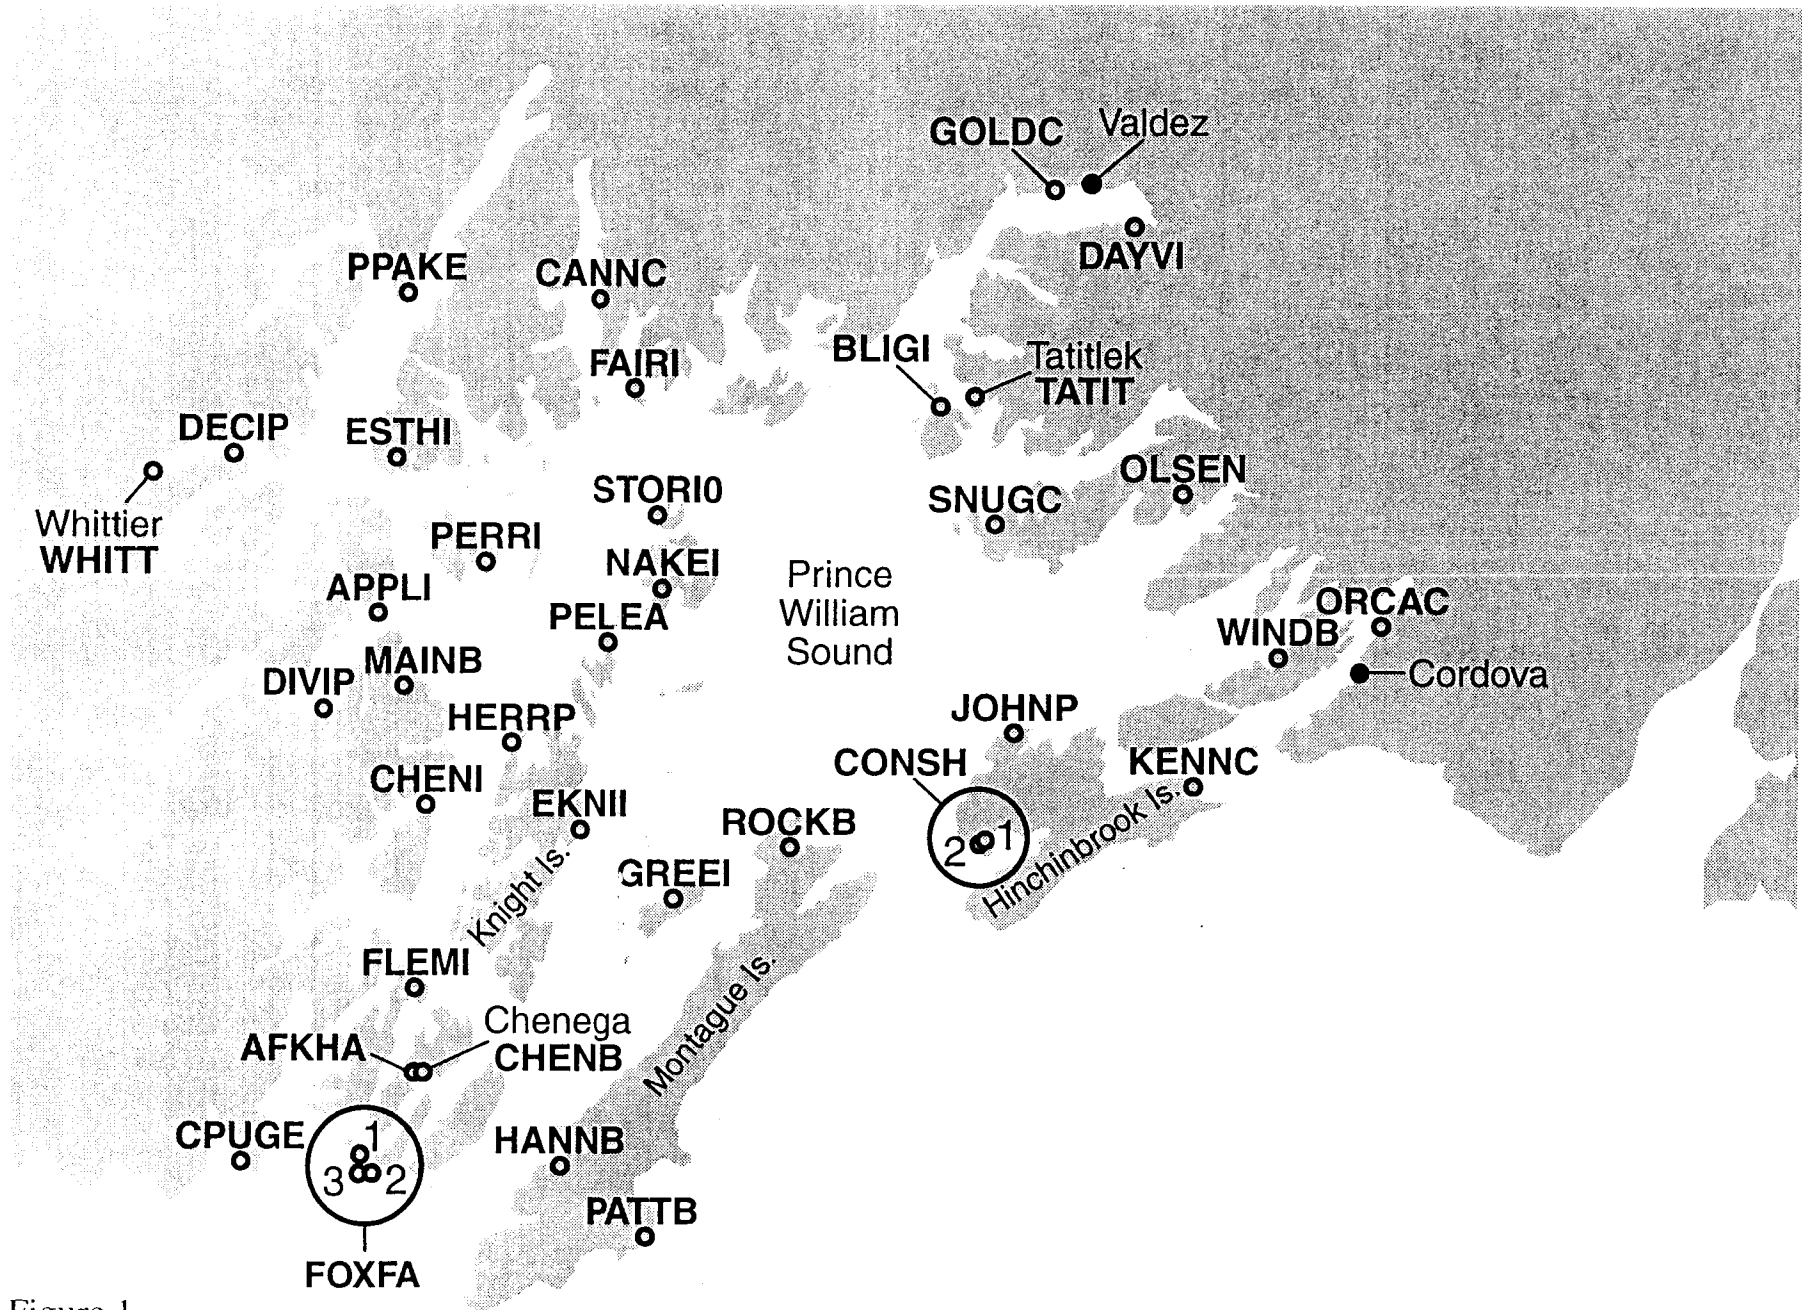 GOLDC
Valdez
DAYVI
PPAKE
CANNC
FAIRI
BLIGI
Tatitlek
TATIT
DECIP
ESTHI
Whittier
WHITT
STORI0
OLSEN
SNUGC
PERRI
NAKEI
Prince
William
Sound
APPLI
PELEA
ORCAC
WINDB
MAINB
DIVIP
Cordova
HERRP
JOHNP
CONSH
KENNC
CHENI
EKNII
ROCKB
2 1
Hinchinbrook Is.
GREEI
Knight Is.
FLEMI
Montague Is.
Chenega
CHENB
AFKHA
CPUGE
1
3 2
HANNB
PATTB
FOXFA
Figure 1